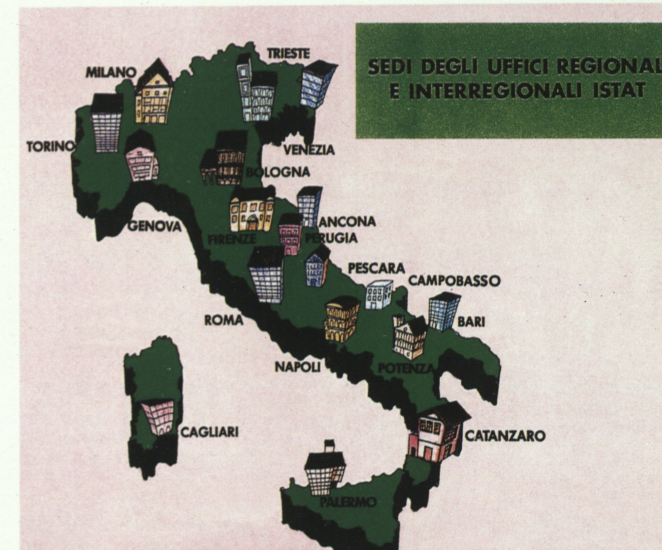 SEDI DEGLI UFFICI REGIONAL
E INTERREGIONALI ISTAT
TRIESTE
MILANO
TORINO
VENEZIA
BOLOGNA
GENOVA
FIRENZE
ANCONA
PERUGIA
PESCARA
CAMPOBASSO
ROMA
BARI
NAPOLI
POTENZA
CAGLIARI
CATANZARO
PALERMO